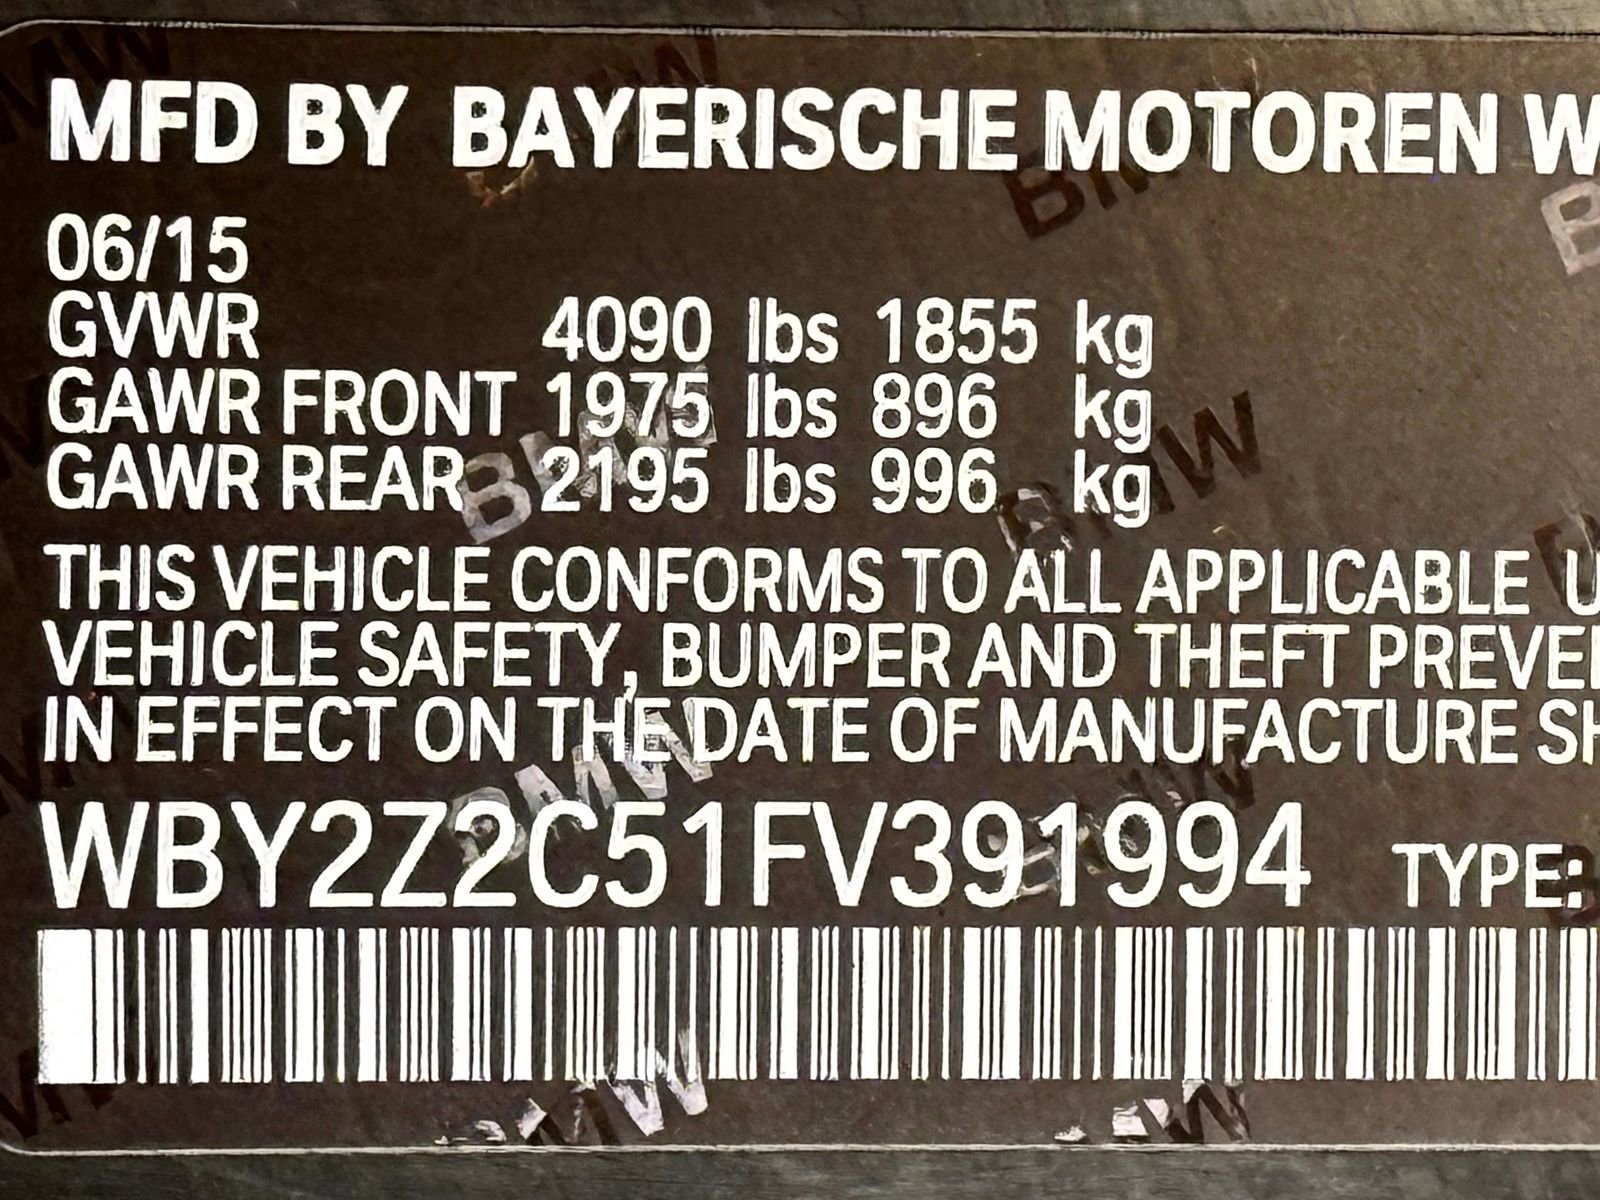 MFD BY BAYERISCHE MOTOREN W
06/15
GVWR 4090 lbs 1855 kg
GAWR FRONT 1975 lbs 896 kg
GAWR REAR 2195 lbs 996 kg
THIS VEHICLE CONFORMS TO ALL APPLICABLE U
VEHICLE SAFETY, BUMPER AND THEFT PREVE
IN EFFECT ON THE DATE OF MANUFACTURE SH
WBY2Z2C51FV391994 TYPE: